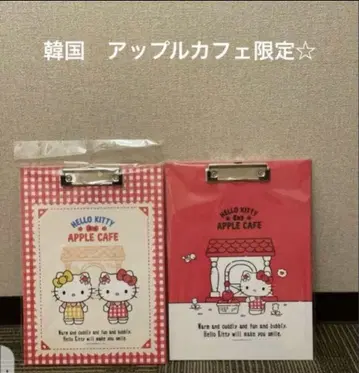 韓国　アップルカフェ限定☆
HELLO KITTY
APPLE CAFE
Warm and cuddly and fun and bubbly.
Hello Kitty will make you smile.
HELLO KITTY
APPLE CAFE
Warm and cuddly and fun and bubbly.
Hello Kitty will make you smile.